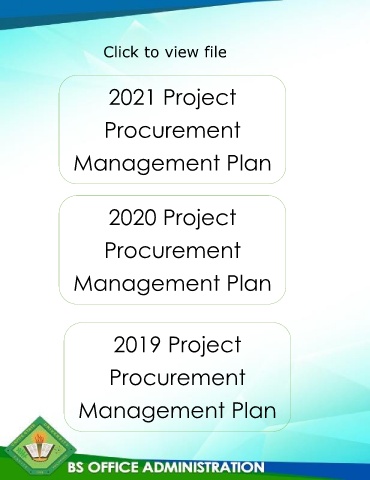 Click to view file
2021 Project
Procurement
Management Plan
2020 Project
Procurement
Management Plan
2019 Project
Procurement
Management Plan
BS OFFICE ADMINISTRATION